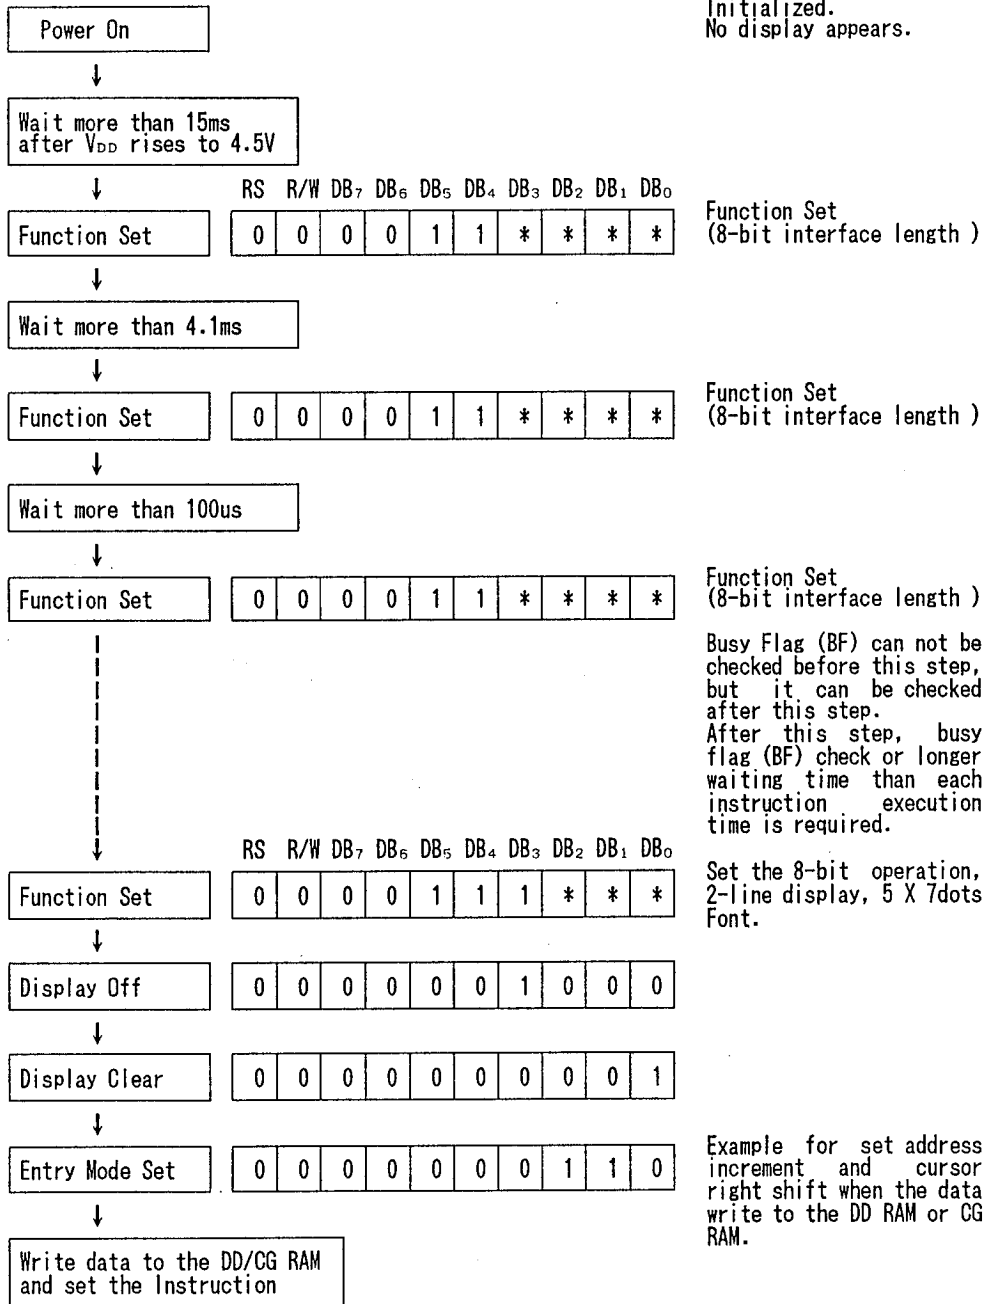 Initialized.
Power On
No display appears.
Wait more than 15ms
after VDD rises to 4.5V
RS R/W DB₇ DB₆ DB₅ DB₄ DB₃ DB₂ DB₁ DB₀
Function Set
Function Set 0 0 0 0 1 1 * * * *
(8-bit interface length )
Wait more than 4.1ms
Function Set
Function Set 0 0 0 0 1 1 * * * *
(8-bit interface length )
Wait more than 100us
Function Set
Function Set 0 0 0 0 1 1 * * * *
(8-bit interface length )
Busy Flag (BF) can not be
checked before this step,
but it can be checked
after this step.
After this step, busy
flag (BF) check or longer
waiting time than each
instruction execution
time is required.
RS R/W DB₇ DB₆ DB₅ DB₄ DB₃ DB₂ DB₁ DB₀
Function Set 0 0 0 0 1 1 1 * * *
Set the 8-bit operation,
2-line display, 5 X 7dots
Font.
Display Off 0 0 0 0 0 0 1 0 0 0
Display Clear 0 0 0 0 0 0 0 0 0 1
Entry Mode Set 0 0 0 0 0 0 0 1 1 0
Example for set address
increment and cursor
right shift when the data
write to the DD RAM or CG
RAM.
Write data to the DD/CG RAM
and set the Instruction